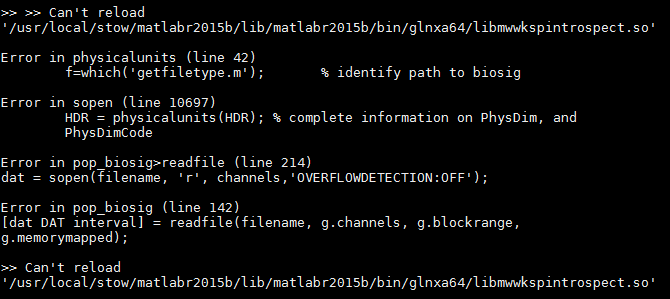 >> >> Can't reload
'/usr/local/stow/matlabr2015b/lib/matlabr2015b/bin/glnxa64/libmwwkspintrospect.so'
Error in physicalunits (line 42)
f=which('getfiletype.m'); % identify path to biosig
Error in sopen (line 10697)
HDR = physicalunits(HDR); % complete information on PhysDim, and
PhysDimCode
Error in pop_biosig>readfile (line 214)
dat = sopen(filename, 'r', channels,'OVERFLOWDETECTION:OFF');
Error in pop_biosig (line 142)
[dat DAT interval] = readfile(filename, g.channels, g.blockrange,
g.memorymapped);
>> Can't reload
'/usr/local/stow/matlabr2015b/lib/matlabr2015b/bin/glnxa64/libmwwkspintrospect.so'